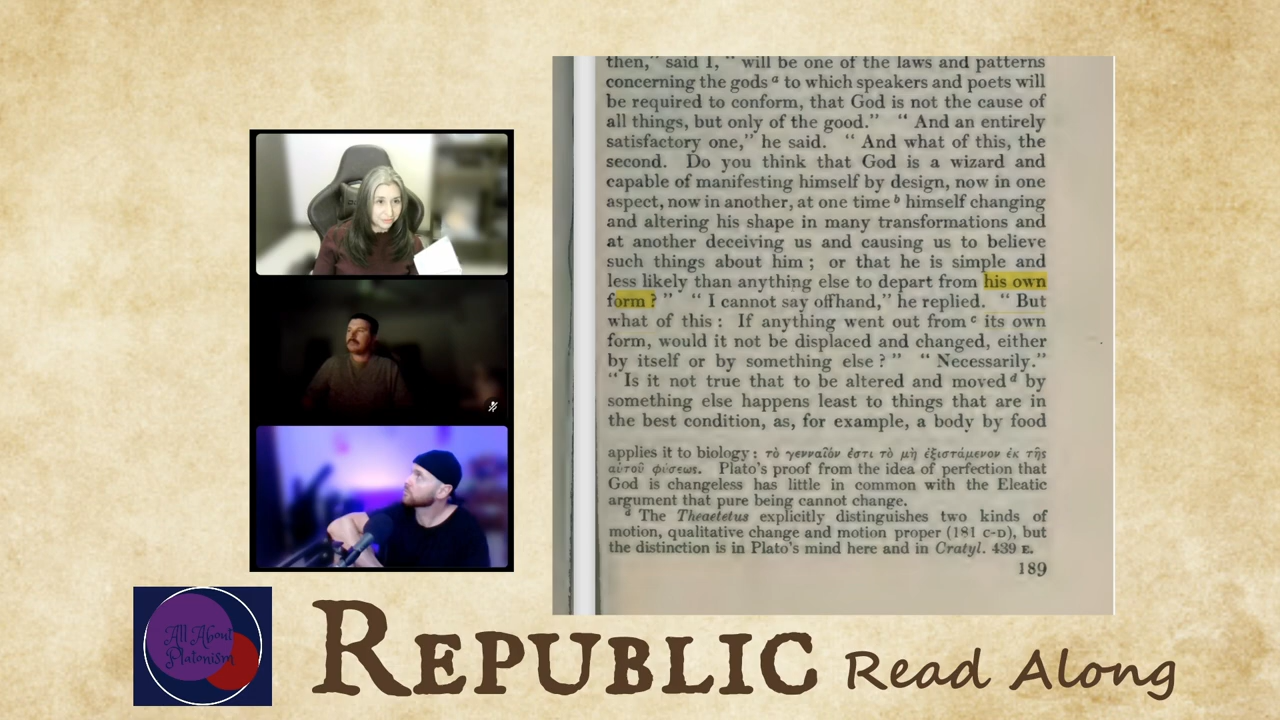 then," said I, " will be one of the laws and patterns
concerning the gods ᵃ to which speakers and poets will
be required to conform, that God is not the cause of
all things, but only of the good." " And an entirely
satisfactory one," he said. " And what of this, the
second. Do you think that God is a wizard and
capable of manifesting himself by design, now in one
aspect, now in another, at one time ᵇ himself changing
and altering his shape in many transformations and
at another deceiving us and causing us to believe
such things about him ; or that he is simple and
less likely than anything else to depart from his own
form ? " " I cannot say offhand," he replied. " But
what of this : If anything went out from ᶜ its own
form, would it not be displaced and changed, either
by itself or by something else ? " " Necessarily."
" Is it not true that to be altered and moved ᵈ by
something else happens least to things that are in
the best condition, as, for example, a body by food
applies it to biology : τὸ γενναῖόν ἐστι τὸ μὴ ἐξιστάμενον ἐκ τῆς
αὑτοῦ φύσεως. Plato's proof from the idea of perfection that
God is changeless has little in common with the Eleatic
argument that pure being cannot change.
ᵈ The Theaetetus explicitly distinguishes two kinds of
motion, qualitative change and motion proper (181 C-D), but
the distinction is in Plato's mind here and in Cratyl. 439 E.
189
All About
Platonism
REPUBLIC Read Along